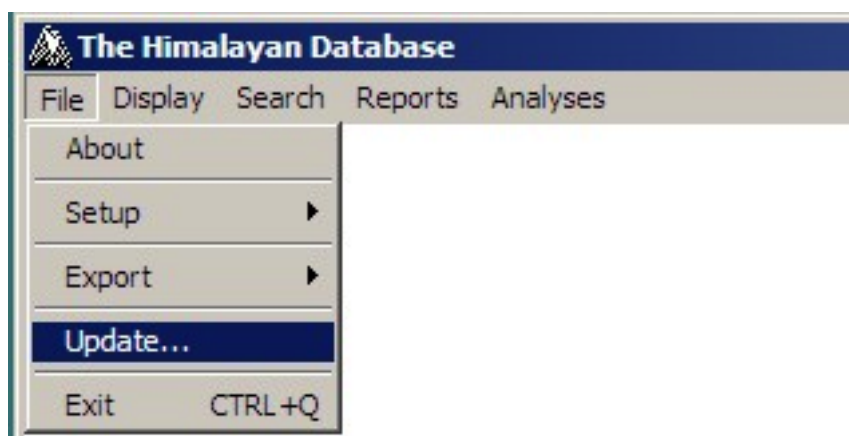 The Himalayan Database
File Display Search Reports Analyses
About
Setup
Export
Update...
Exit CTRL+Q